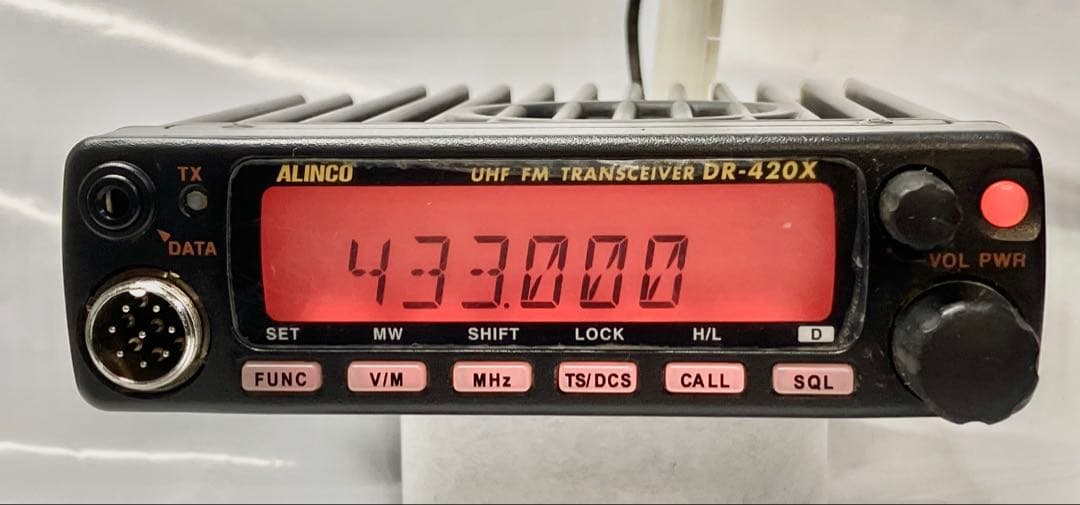 ALINCO UHF FM TRANSCEIVER DR-420X
TX
DATA
433.000
VOL PWR
SET MW SHIFT LOCK H/L D
FUNC V/M MHz TS/DCS CALL SQL